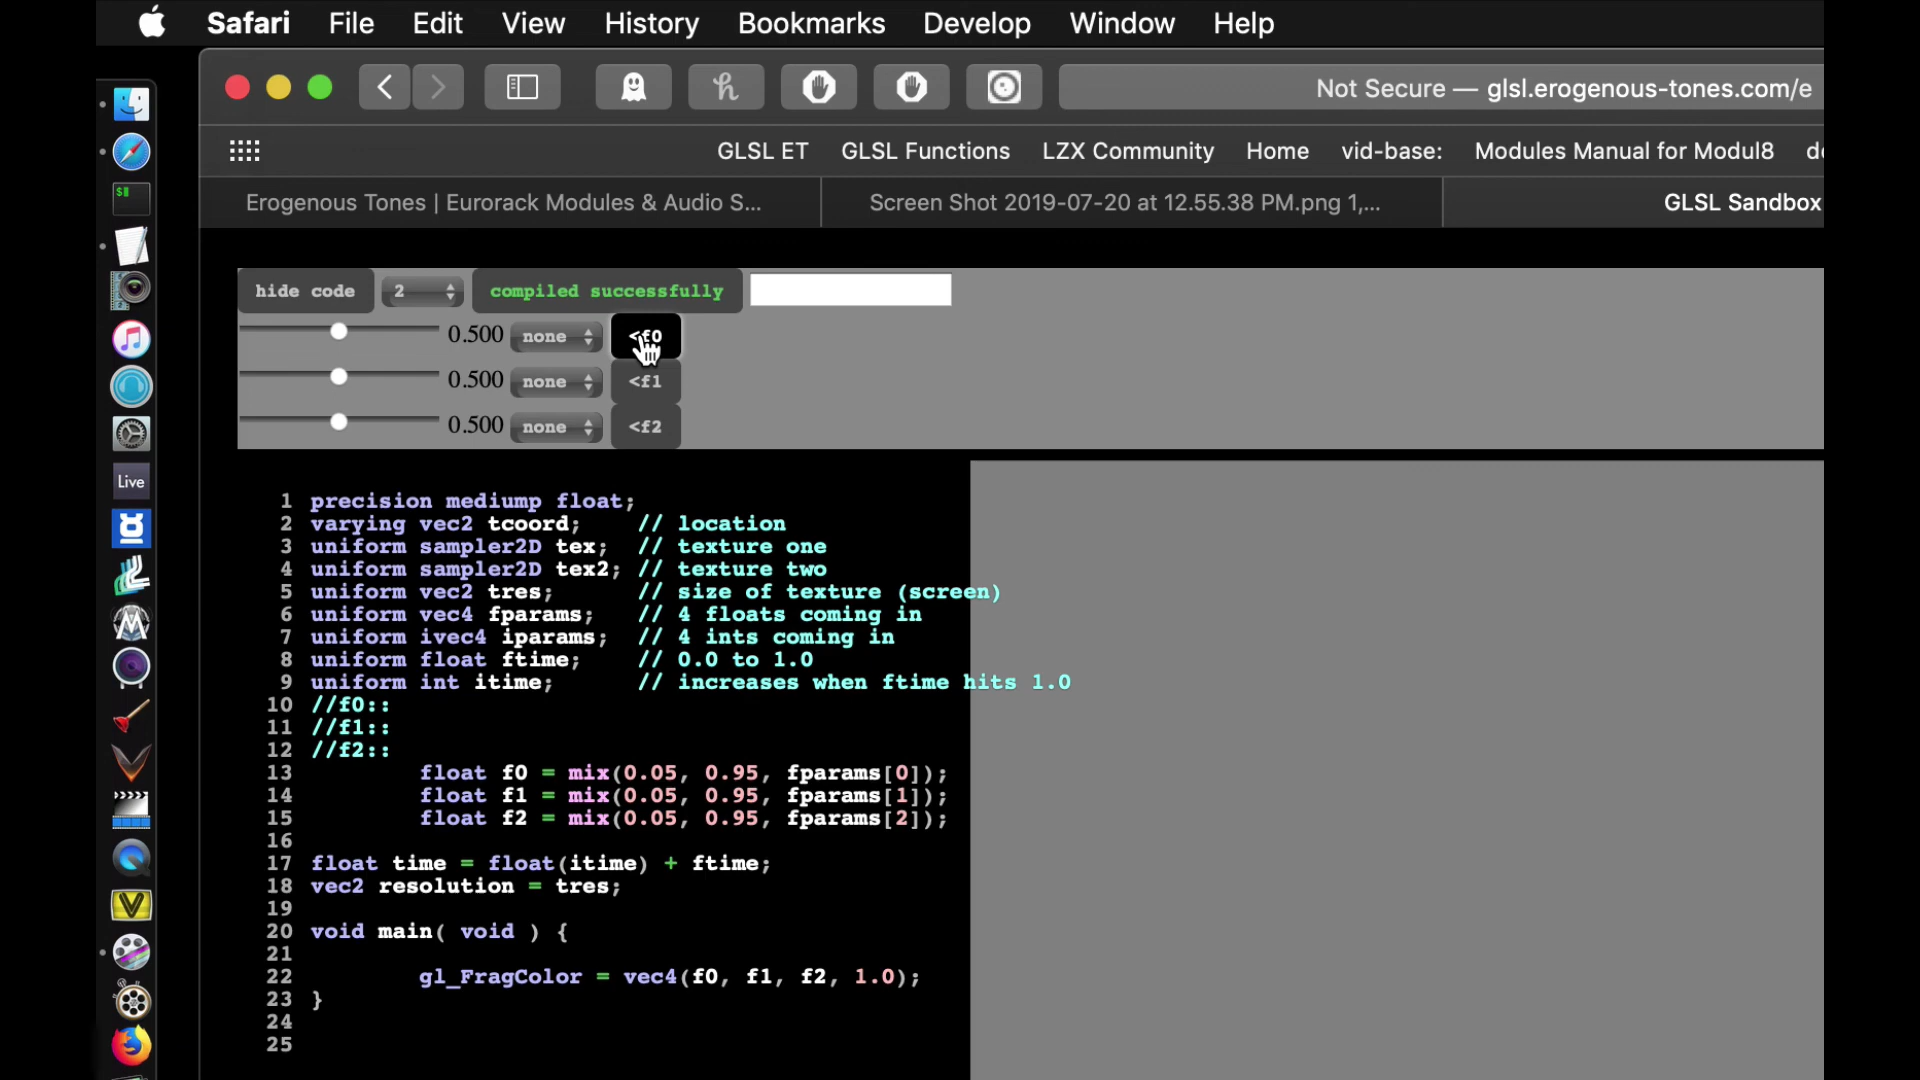 Safari File Edit View History Bookmarks Develop Window Help
Not Secure — glsl.erogenous-tones.com/e
GLSL ET GLSL Functions LZX Community Home vid-base: Modules Manual for Modul8
Erogenous Tones | Eurorack Modules & Audio S... Screen Shot 2019-07-20 at 12.55.38 PM.png 1,... GLSL Sandbox
hide code 2 compiled successfully
0.500 none <f0
0.500 none <f1
0.500 none <f2
Live
1 precision mediump float;
2 varying vec2 tcoord; // location
3 uniform sampler2D tex; // texture one
4 uniform sampler2D tex2; // texture two
5 uniform vec2 tres; // size of texture (screen)
6 uniform vec4 fparams; // 4 floats coming in
7 uniform ivec4 iparams; // 4 ints coming in
8 uniform float ftime; // 0.0 to 1.0
9 uniform int itime; // increases when ftime hits 1.0
10 //f0::
11 //f1::
12 //f2::
13 float f0 = mix(0.05, 0.95, fparams[0]);
14 float f1 = mix(0.05, 0.95, fparams[1]);
15 float f2 = mix(0.05, 0.95, fparams[2]);
16
17 float time = float(itime) + ftime;
18 vec2 resolution = tres;
19
20 void main( void ) {
21
22 gl_FragColor = vec4(f0, f1, f2, 1.0);
23 }
24
25